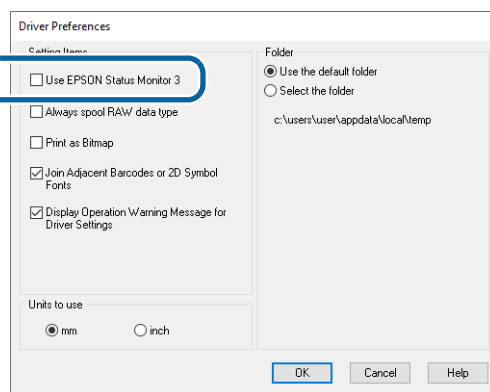 Driver Preferences
Setting Items
Use EPSON Status Monitor 3
Always spool RAW data type
Print as Bitmap
Join Adjacent Barcodes or 2D Symbol
Fonts
Display Operation Warning Message for
Driver Settings
Units to use
mm
inch
Folder
Use the default folder
Select the folder
c:\users\user\appdata\local\temp
OK
Cancel
Help